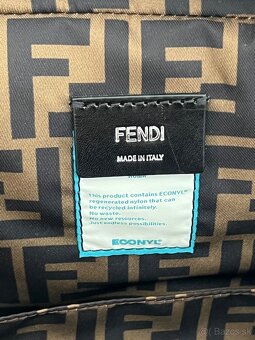 FENDI
MADE IN ITALY
This product contains ECONYL®
regenerated nylon that can
be recycled infinitely.
No waste.
No new resources.
Just endless possibilities.
ECONYL®